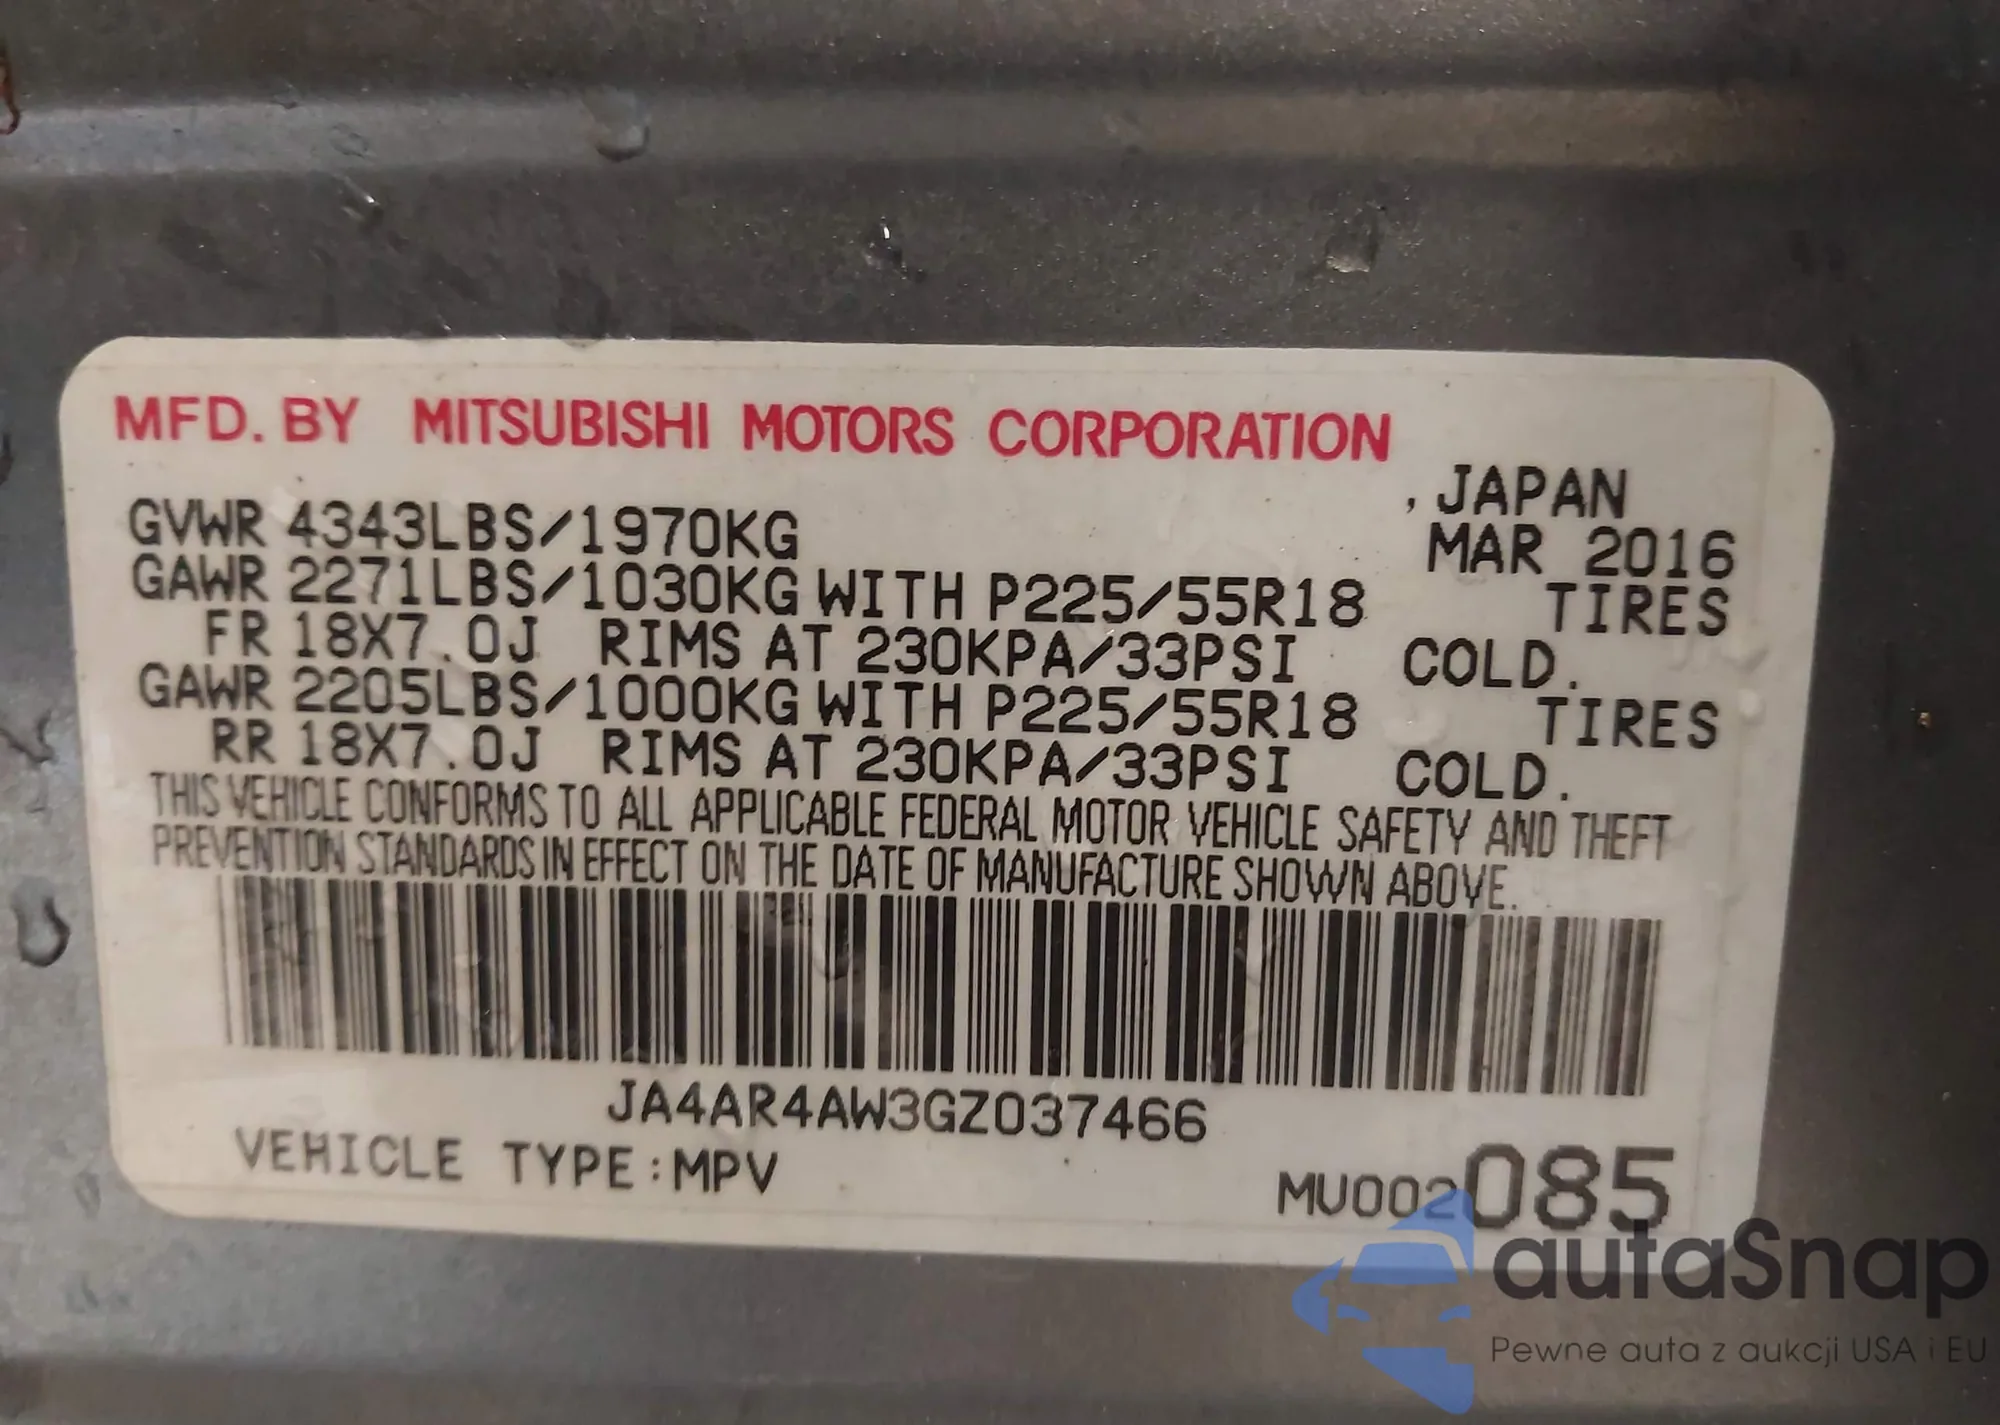 MFD. BY MITSUBISHI MOTORS CORPORATION
, JAPAN
GVWR 4343LBS/1970KG MAR 2016
GAWR 2271LBS/1030KG WITH P225/55R18 TIRES
FR 18X7.0J RIMS AT 230KPA/33PSI COLD.
GAWR 2205LBS/1000KG WITH P225/55R18 TIRES
RR 18X7.0J RIMS AT 230KPA/33PSI COLD.
THIS VEHICLE CONFORMS TO ALL APPLICABLE FEDERAL MOTOR VEHICLE SAFETY AND THEFT
PREVENTION STANDARDS IN EFFECT ON THE DATE OF MANUFACTURE SHOWN ABOVE.
JA4AR4AW3GZ037466
VEHICLE TYPE:MPV
MU002085
autaSnap
Pewne auta z aukcji USA i EU